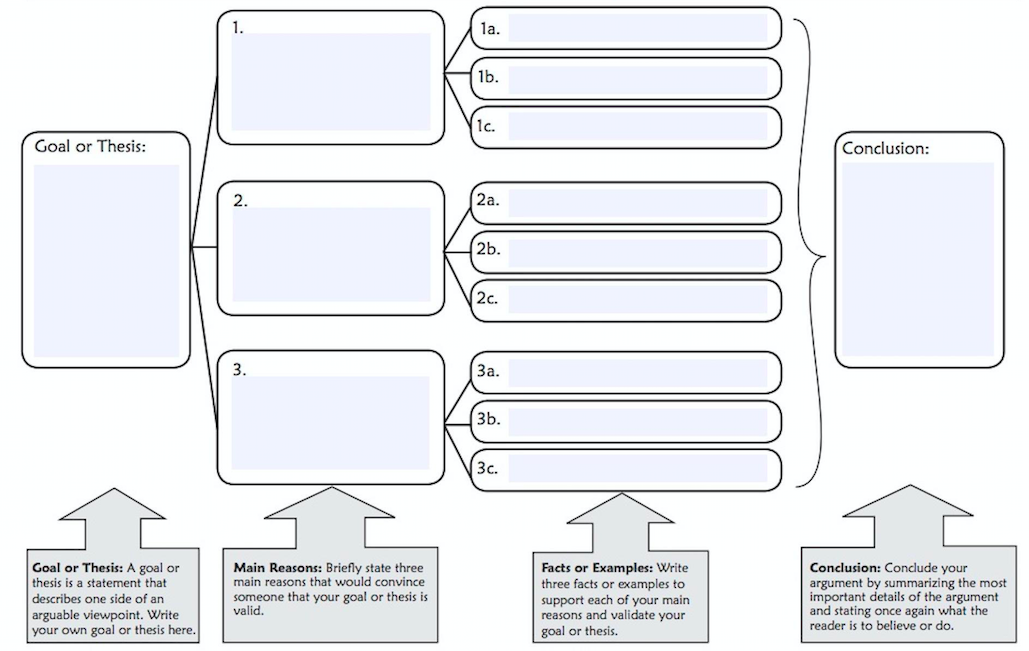 Goal or Thesis:
1.
1a.
1b.
1c.
2.
2a.
2b.
2c.
3.
3a.
3b.
3c.
Conclusion:
Goal or Thesis: A goal or
thesis is a statement that
describes one side of an
arguable viewpoint. Write
your own goal or thesis here.
Main Reasons: Briefly state three
main reasons that would convince
someone that your goal or thesis is
valid.
Facts or Examples: Write
three facts or examples to
support each of your main
reasons and validate your
goal or thesis.
Conclusion: Conclude your
argument by summarizing the most
important details of the argument
and stating once again what the
reader is to believe or do.